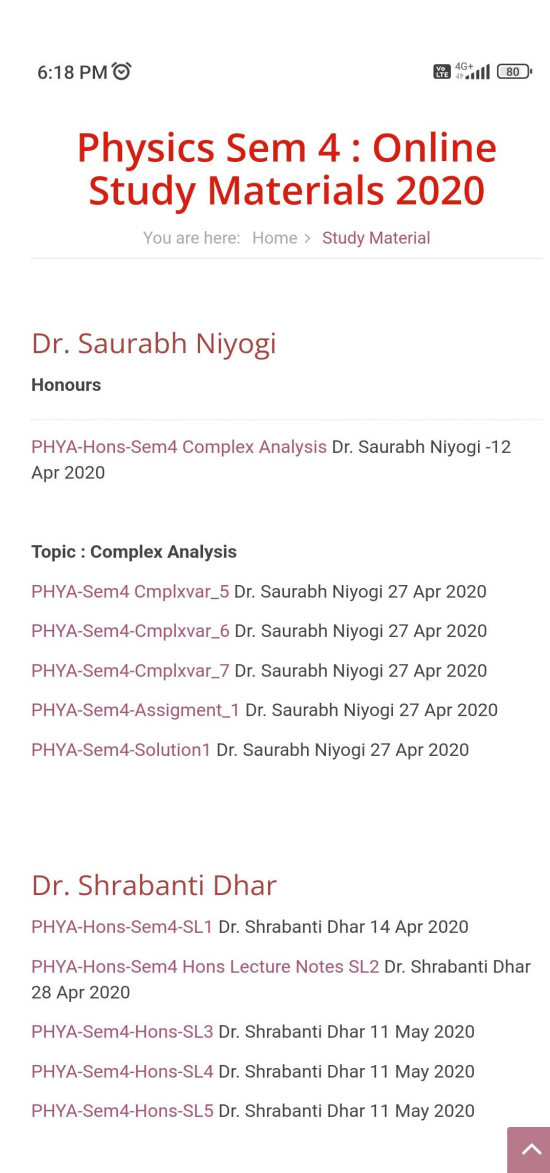 6:18 PM
Vo LTE 4G+ 80
Physics Sem 4 : Online
Study Materials 2020
You are here: Home > Study Material
Dr. Saurabh Niyogi
Honours
PHYA-Hons-Sem4 Complex Analysis Dr. Saurabh Niyogi -12
Apr 2020
Topic : Complex Analysis
PHYA-Sem4 Cmplxvar_5 Dr. Saurabh Niyogi 27 Apr 2020
PHYA-Sem4-Cmplxvar_6 Dr. Saurabh Niyogi 27 Apr 2020
PHYA-Sem4-Cmplxvar_7 Dr. Saurabh Niyogi 27 Apr 2020
PHYA-Sem4-Assigment_1 Dr. Saurabh Niyogi 27 Apr 2020
PHYA-Sem4-Solution1 Dr. Saurabh Niyogi 27 Apr 2020
Dr. Shrabanti Dhar
PHYA-Hons-Sem4-SL1 Dr. Shrabanti Dhar 14 Apr 2020
PHYA-Hons-Sem4 Hons Lecture Notes SL2 Dr. Shrabanti Dhar
28 Apr 2020
PHYA-Sem4-Hons-SL3 Dr. Shrabanti Dhar 11 May 2020
PHYA-Sem4-Hons-SL4 Dr. Shrabanti Dhar 11 May 2020
PHYA-Sem4-Hons-SL5 Dr. Shrabanti Dhar 11 May 2020